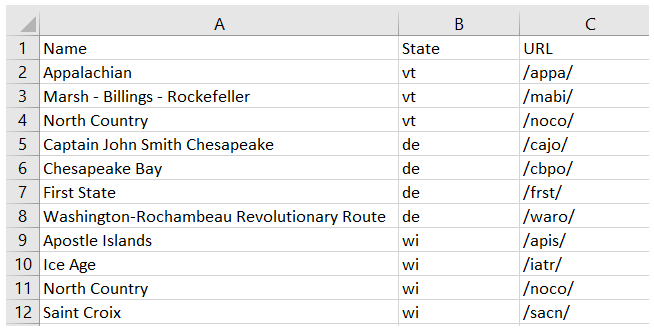 A B C
1 Name State URL
2 Appalachian vt /appa/
3 Marsh - Billings - Rockefeller vt /mabi/
4 North Country vt /noco/
5 Captain John Smith Chesapeake de /cajo/
6 Chesapeake Bay de /cbpo/
7 First State de /frst/
8 Washington-Rochambeau Revolutionary Route de /waro/
9 Apostle Islands wi /apis/
10 Ice Age wi /iatr/
11 North Country wi /noco/
12 Saint Croix wi /sacn/